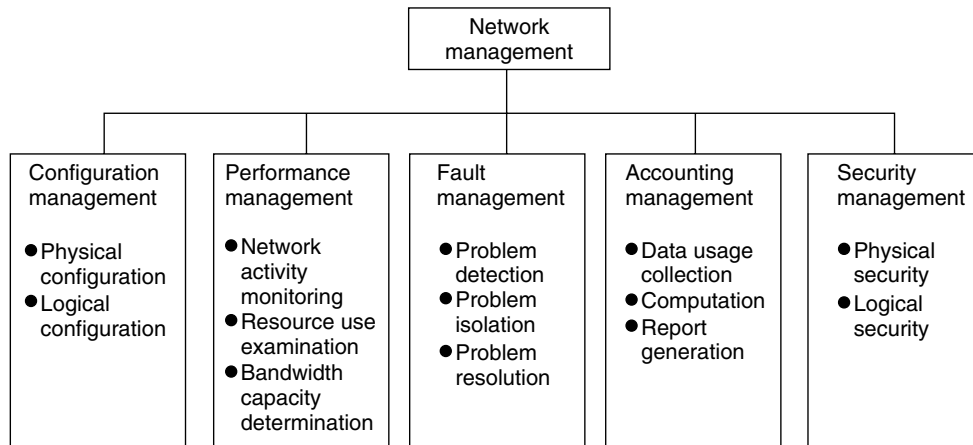 Network
management
Configuration
management
● Physical
configuration
● Logical
configuration
Performance
management
● Network
activity
monitoring
● Resource use
examination
● Bandwidth
capacity
determination
Fault
management
● Problem
detection
● Problem
isolation
● Problem
resolution
Accounting
management
● Data usage
collection
● Computation
● Report
generation
Security
management
● Physical
security
● Logical
security